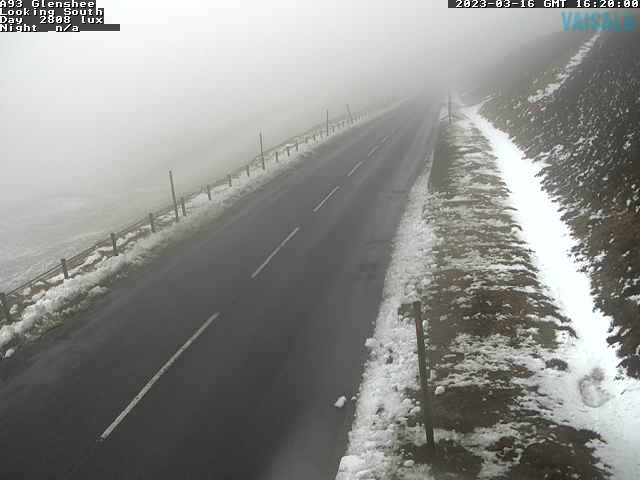 A93 Glenshee
Looking South
Day  2808 lux
Night  n/a
2023-03-16 GMT 16:20:00
VAISALA